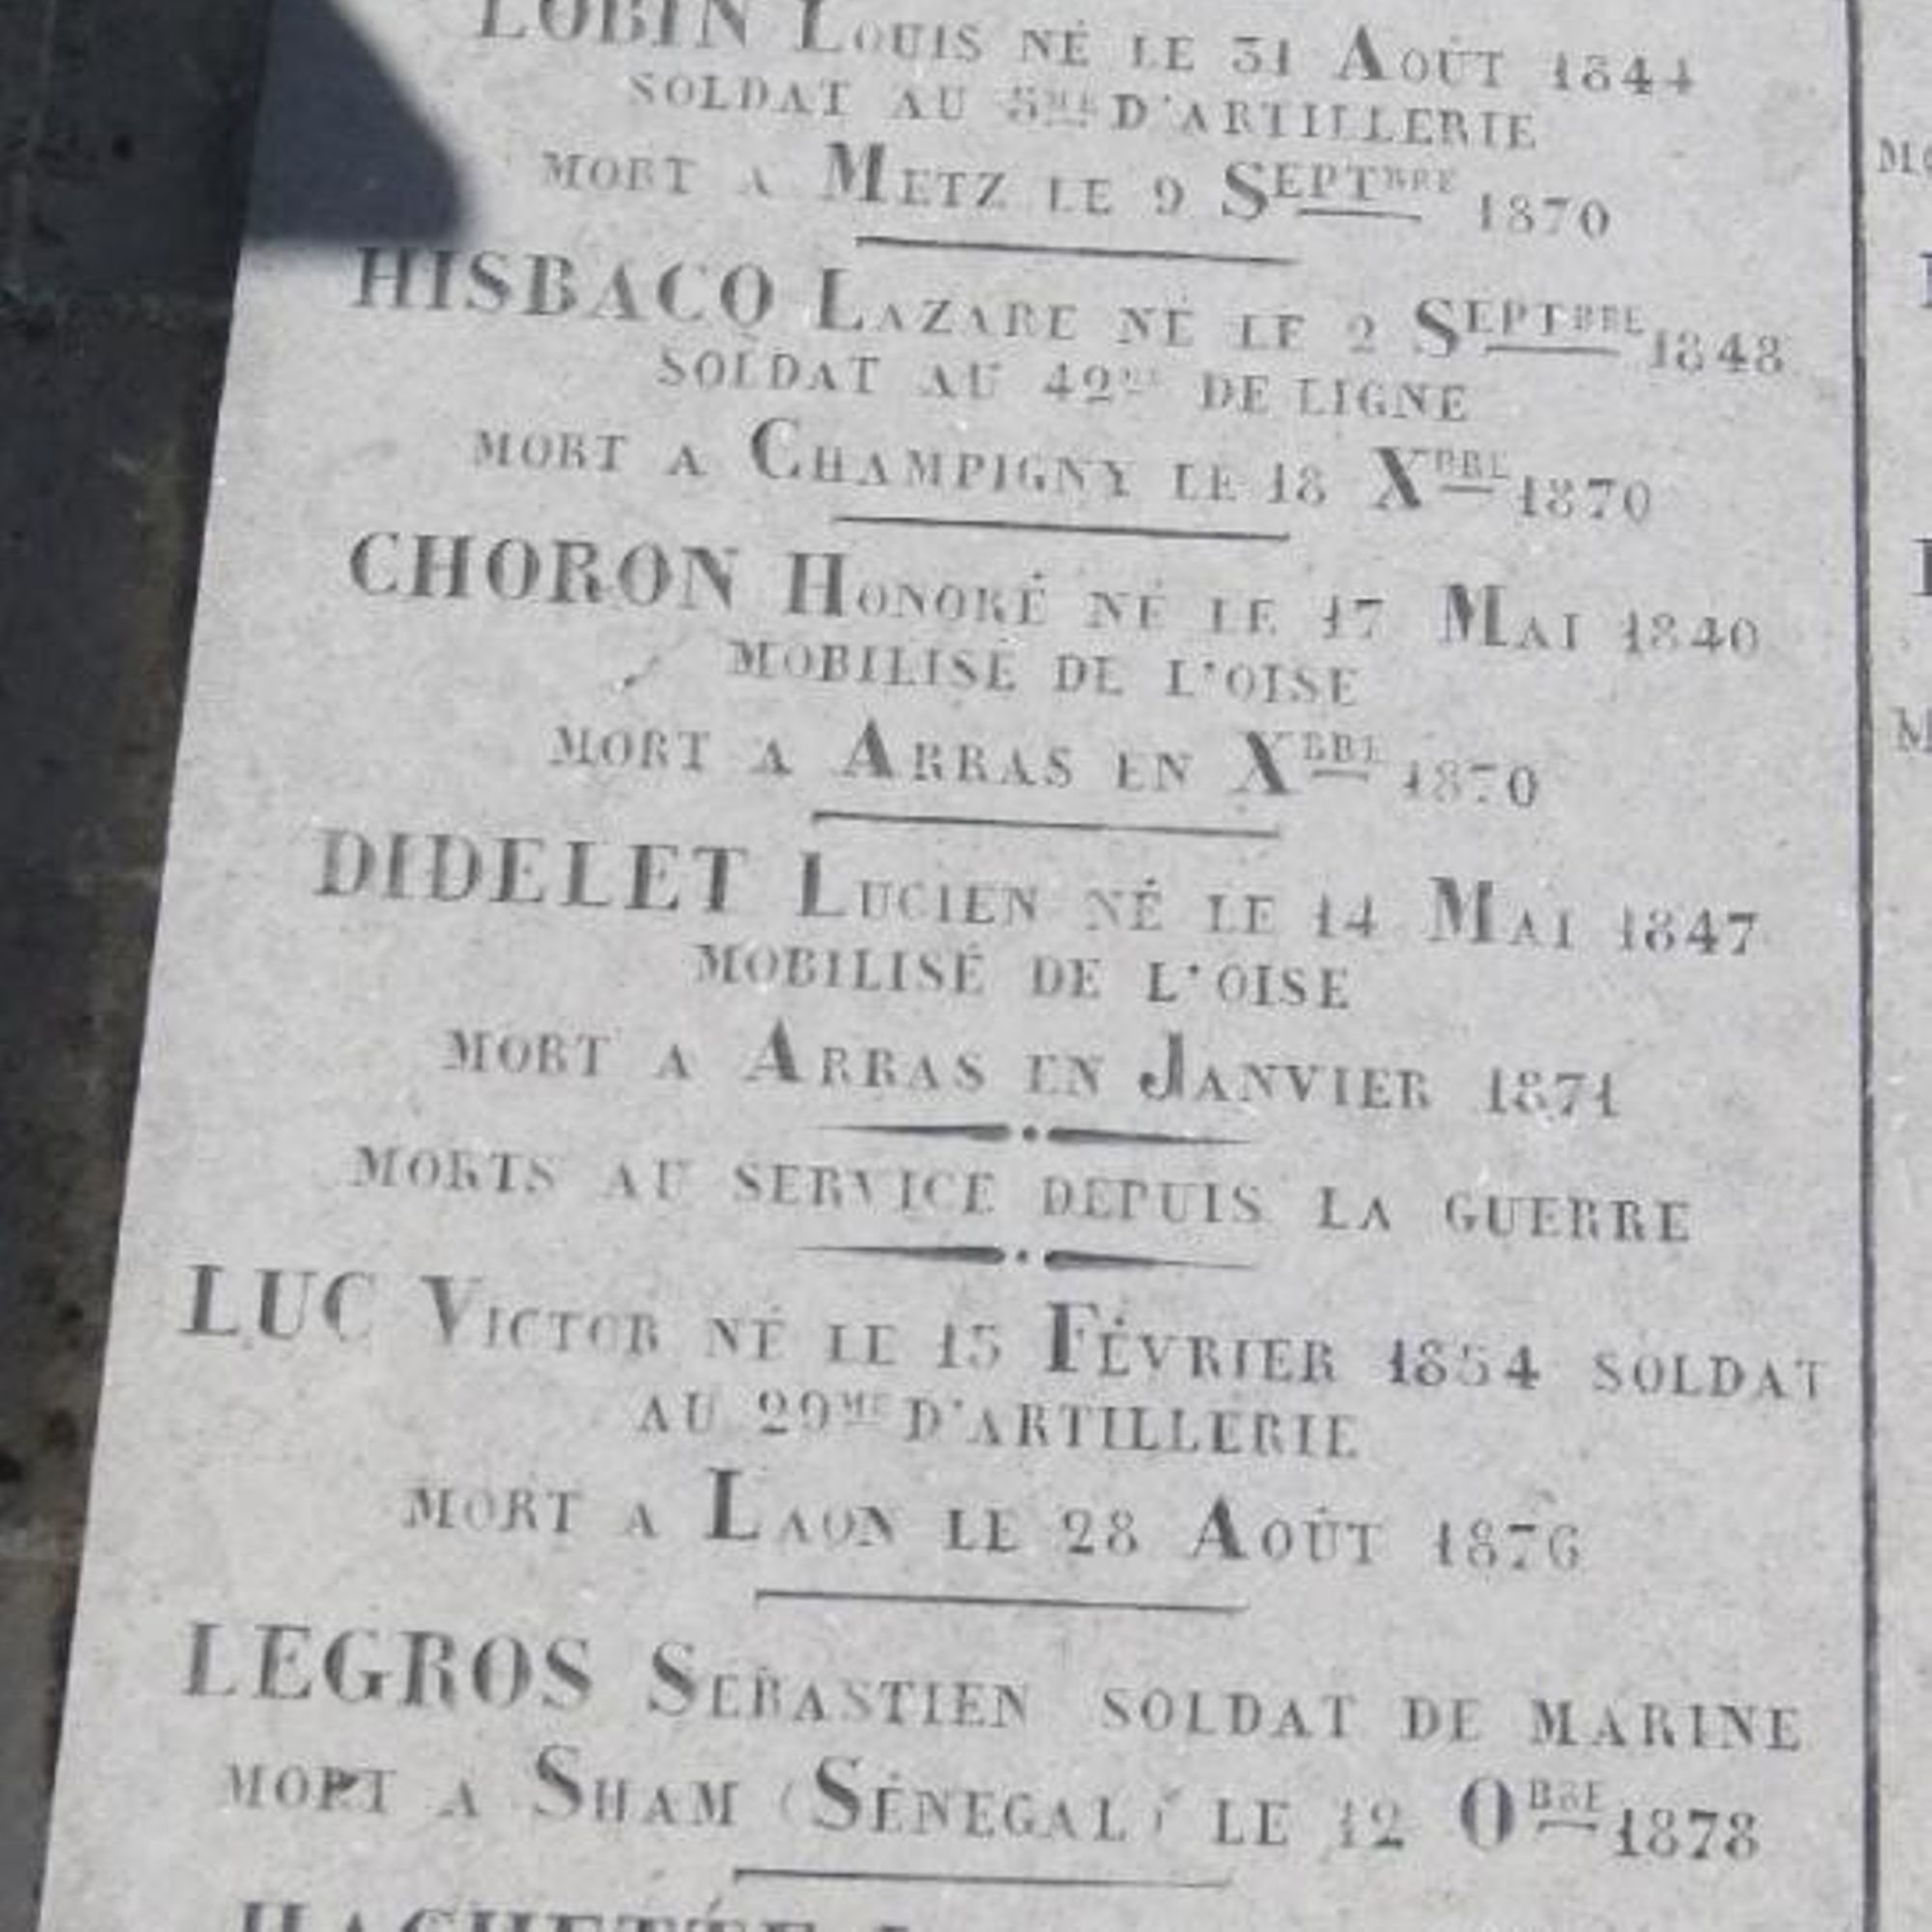 LOBIN Louis NÉ LE 31 Août 1844
SOLDAT AU 5ME D'ARTILLERIE
MORT A Metz LE 9 SeptBRE 1870
HISBACQ Lazare NÉ LE 2 SeptBRE 1848
SOLDAT AU 42ME DE LIGNE
MORT A Champigny LE 18 XBRE 1870
CHORON Honoré NÉ LE 17 Mai 1840
MOBILISÉ DE L'OISE
MORT A Arras EN XBRE 1870
DIDELET Lucien NÉ LE 14 Mai 1847
MOBILISÉ DE L'OISE
MORT A Arras EN Janvier 1871
MORTS AU SERVICE DEPUIS LA GUERRE
LUC Victor NÉ LE 15 Février 1854 SOLDAT
AU 29ME D'ARTILLERIE
MORT A Laon LE 28 Août 1876
LEGROS Sébastien SOLDAT DE MARINE
MORT A Sham (Sénegal) LE 12 OBRE 1878
HACHETTE